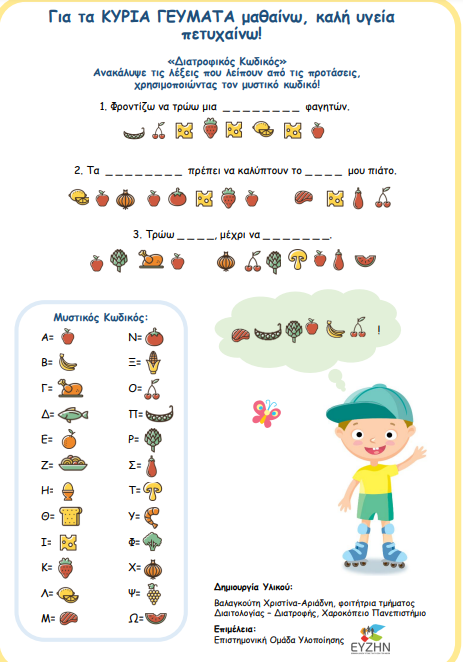 Για τα ΚΥΡΙΑ ΓΕΥΜΑΤΑ μαθαίνω, καλή υγεία
πετυχαίνω!
«Διατροφικός Κωδικός»
Ανακάλυψε τις λέξεις που λείπουν από τις προτάσεις,
χρησιμοποιώντας τον μυστικό κωδικό!
1. Φροντίζω να τρώω μια _ _ _ _ _ _ _ _ φαγητών.
2. Τα _ _ _ _ _ _ _ _ πρέπει να καλύπτουν το _ _ _ _ μου πιάτο.
3. Τρώω _ _ _ _, μέχρι να _ _ _ _ _ _ _.
Μυστικός Κωδικός:
Α= Ν=
Β= Ξ=
Γ= Ο=
Δ= Π=
Ε= Ρ=
Ζ= Σ=
Η= Τ=
Θ= Υ=
Ι= Φ=
Κ= Χ=
Λ= Ψ=
Μ= Ω=
!
Δημιουργία Υλικού:
Βαλαγκούτη Χριστίνα-Αριάδνη, φοιτήτρια τμήματος
Διαιτολογίας – Διατροφής, Χαροκόπειο Πανεπιστήμιο
Επιμέλεια:
Επιστημονική Ομάδα Υλοποίησης
ΕΥΖΗΝ